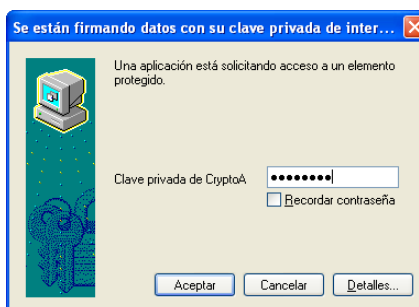 Se están firmando datos con su clave privada de inter...
Una aplicación está solicitando acceso a un elemento
protegido.
Clave privada de CryptoA
●●●●●●●●
Recordar contraseña
Aceptar Cancelar Detalles...